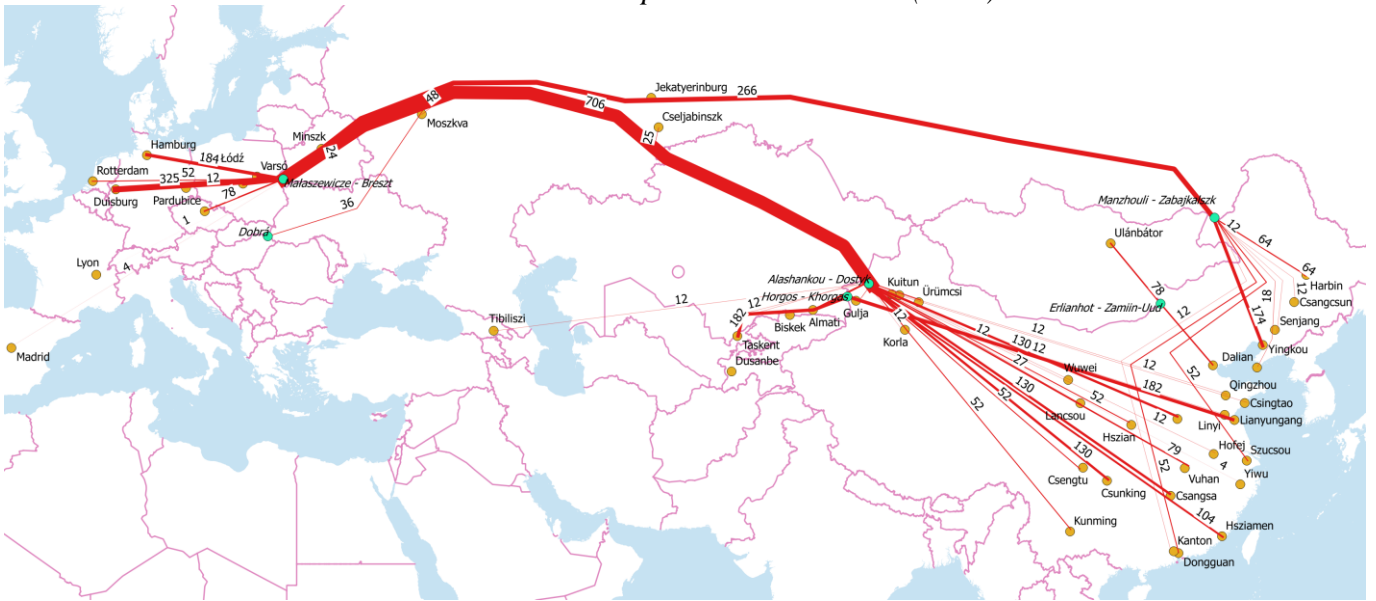 Jekatyerinburg
266
48
706
Cseljabinszk
Moszkva
25
Minszk
24
Hamburg
184
Łódź
Varsó
Rotterdam
52
325
12
Małaszewicze - Breszt
Duisburg
Pardubice
78
36
1
Dobra
Manzhouli - Zabajkalszk
12
64
Ulánbátor
64
Lyon
4
Alashankou - Dostyk
Kuitun
78
12
Harbin
12
12
Horgos - Khorgos
Ürümcsi
18
Csangcsun
Gulja
Erlianhot - Zamiin-Uud
12
Tibiliszi
182
Biskek
Almati
12
174
Senjang
Madrid
Taskent
Korla
12
12
130
12
Yingkou
Dusanbe
27
Wuwei
12
52
Dalian
130
182
Qingzhou
52
52
Csingtao
52
Lancsou
12
Linyi
Lianyungang
Hszian
130
79
Hofej
Szucsou
52
4
Yiwu
Csengtu
Vuhan
Csunking
Csangsa
104
Kunming
Hsziamen
Kanton
Dongguan